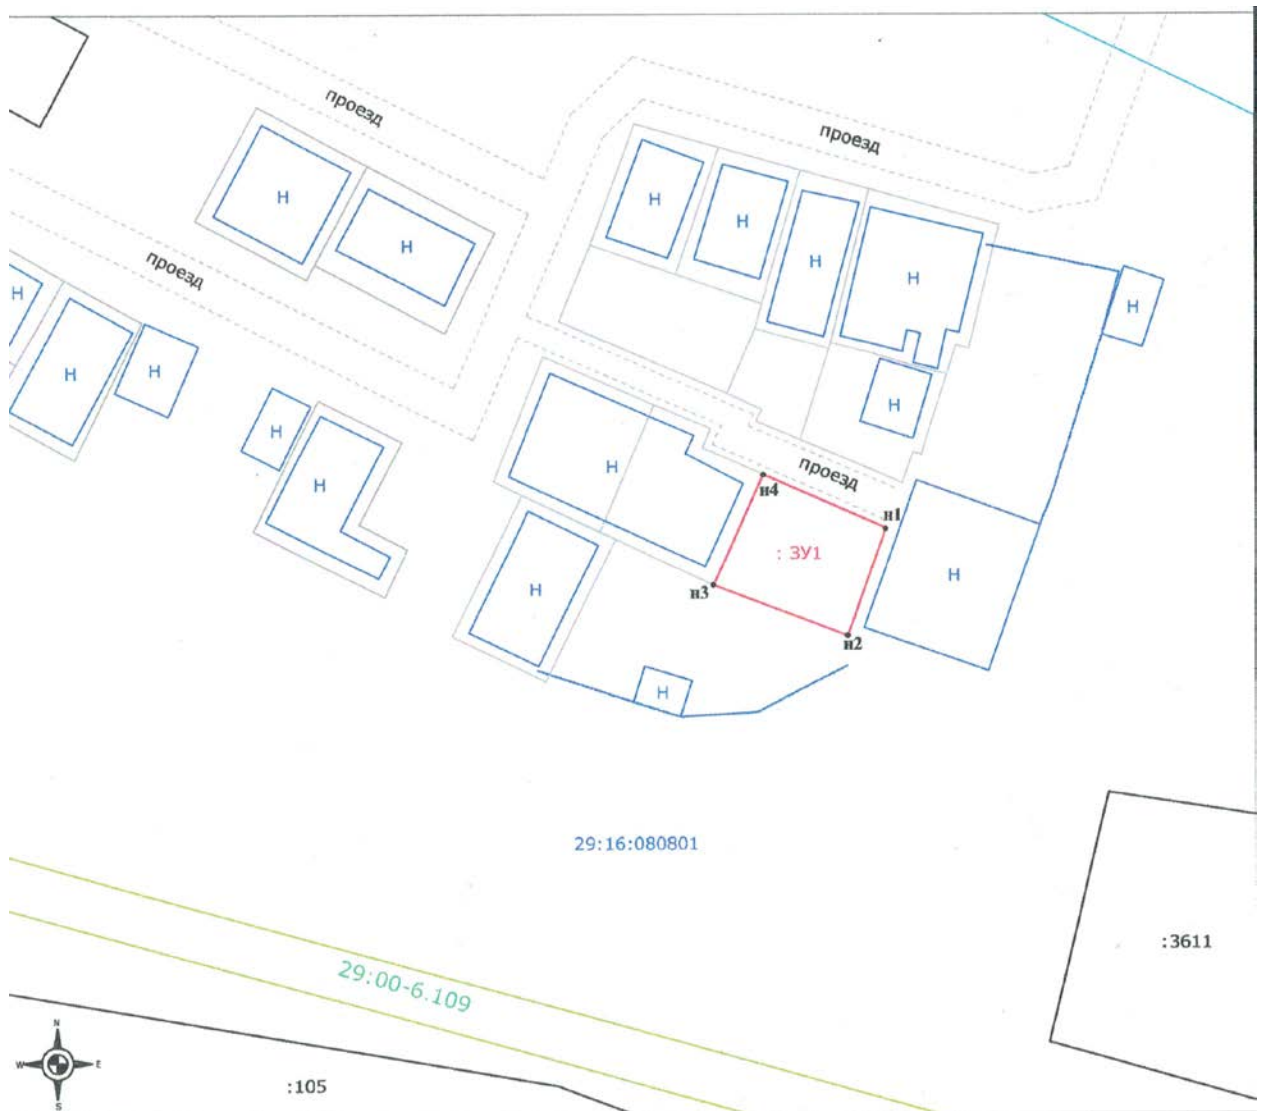 проезд
проезд
Н
Н
Н
Н
Н
Н
проезд
Н
Н
Н
Н
Н
Н
Н
Н
Н
проезд
н4
н1
: ЗУ1
Н
Н
н3
н2
Н
29:16:080801
:3611
29:00-6.109
N
W
E
S
:105